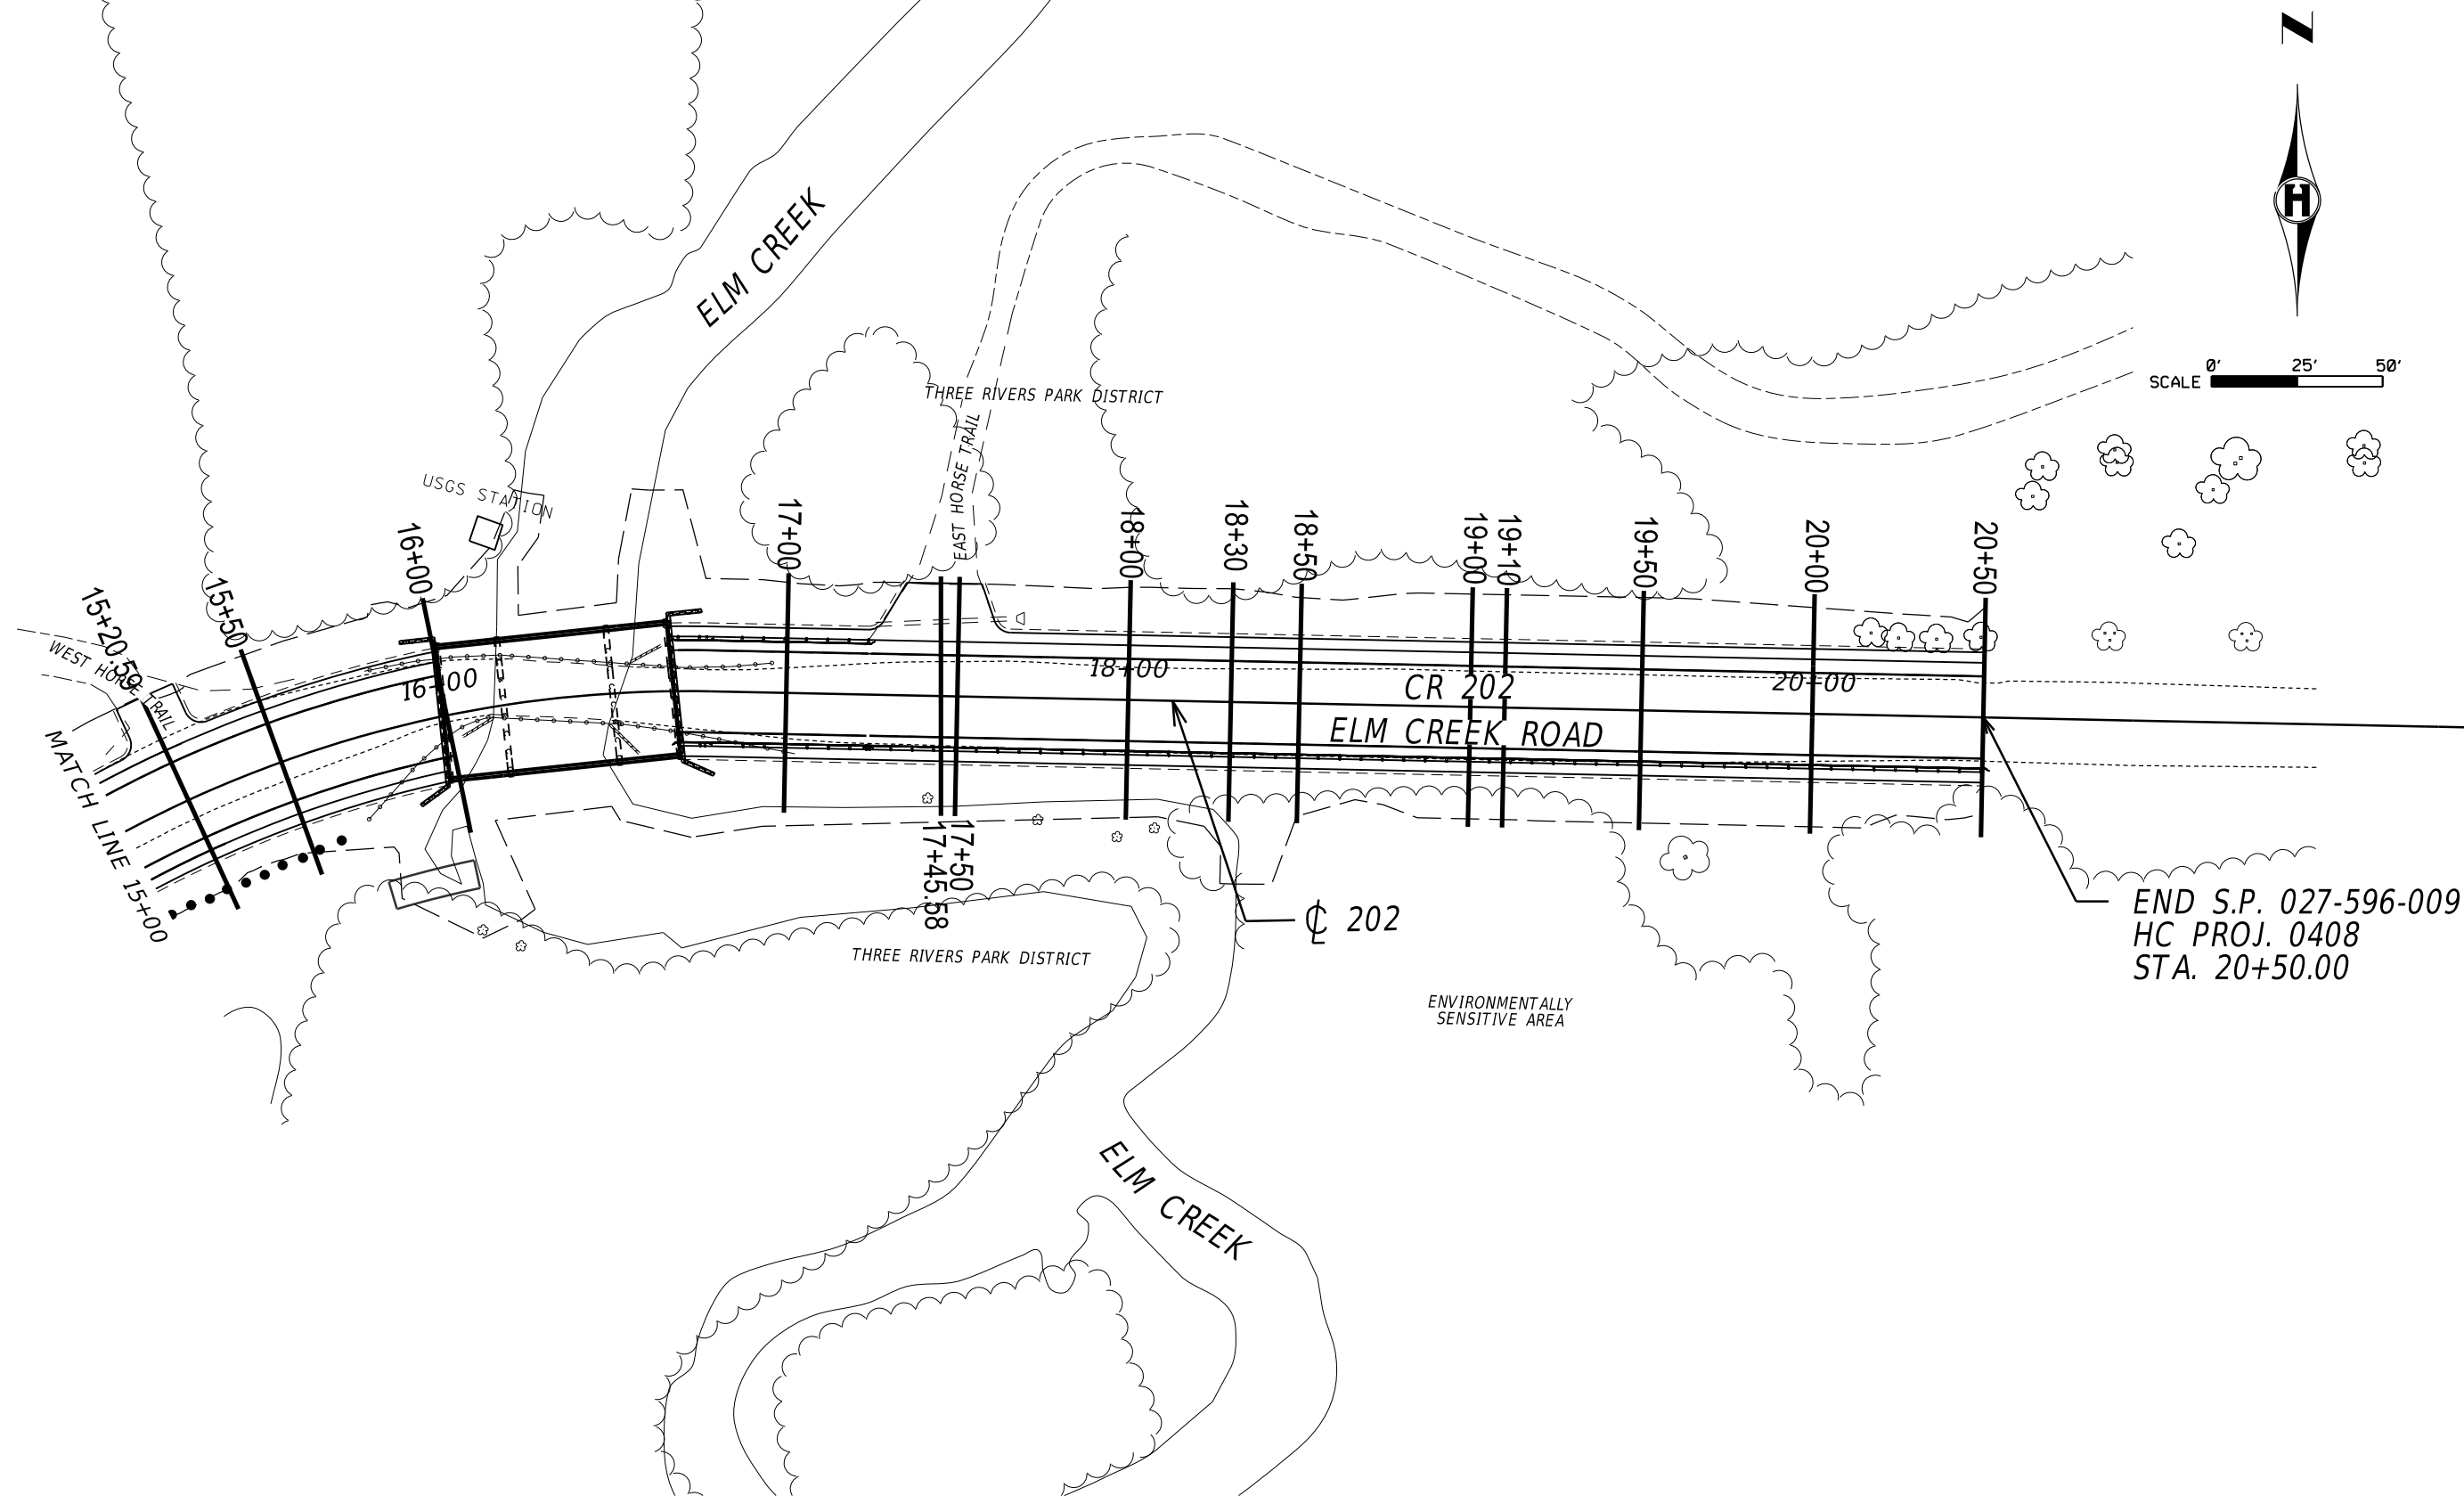 N
H
ELM CREEK
0' 25' 50'
SCALE
THREE RIVERS PARK DISTRICT
EAST HORSE TRAIL
USGS STATION
15+20.59
15+50
16+00
17+00
18+00
18+30
18+50
19+00
19+10
19+50
20+00
20+50
WEST HORSE TRAIL
16+00
18+00
20+00
CR 202
ELM CREEK ROAD
MATCH LINE 15+00
17+45.58
17+50
℄ 202
END S.P. 027-596-009
HC PROJ. 0408
STA. 20+50.00
THREE RIVERS PARK DISTRICT
ENVIRONMENTALLY
SENSITIVE AREA
ELM CREEK